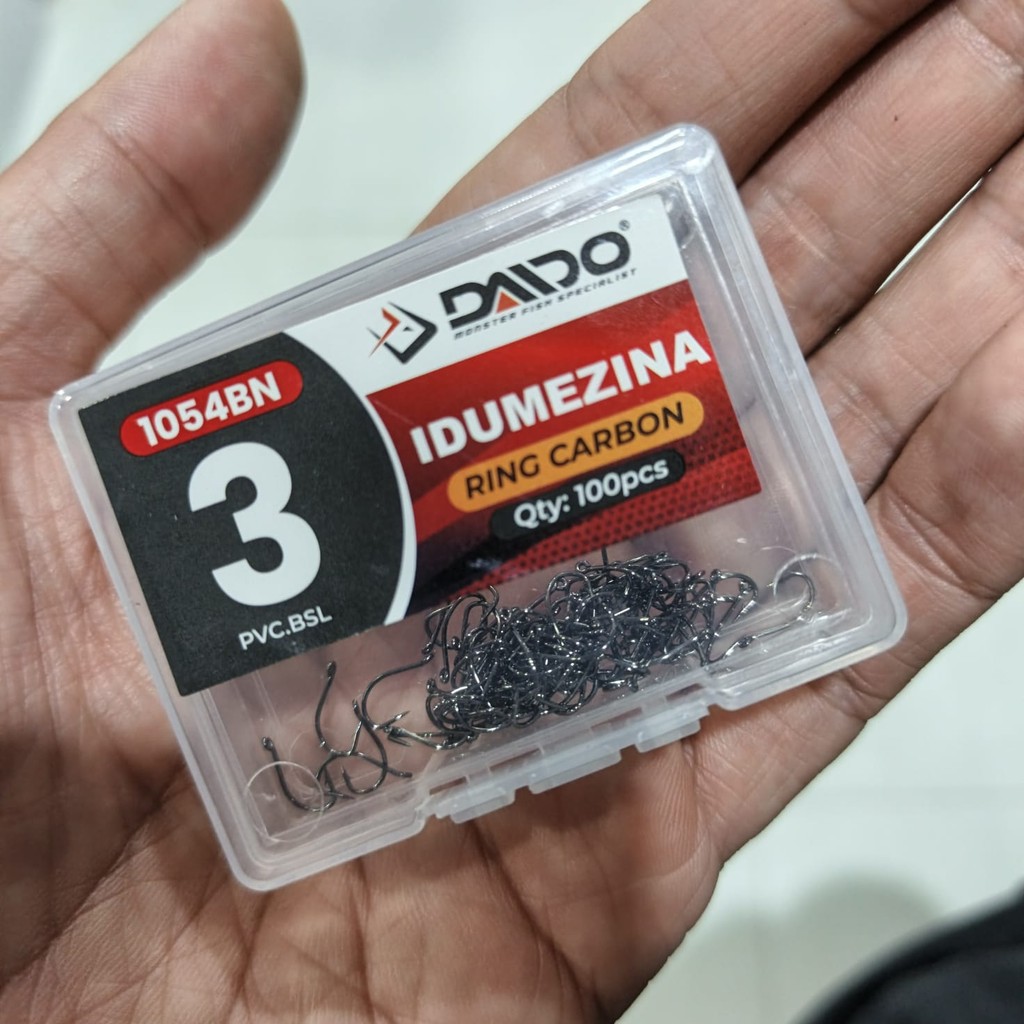 DAIDO®
MONSTER FISH SPECIALIST
1054BN
3
PVC.BSL
IDUMEZINA
RING CARBON
Qty: 100pcs